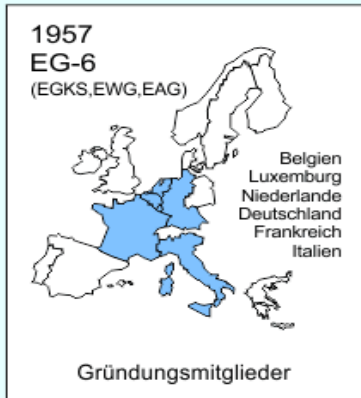 1957
EG-6
(EGKS,EWG,EAG)
Belgien
Luxemburg
Niederlande
Deutschland
Frankreich
Italien
Gründungsmitglieder